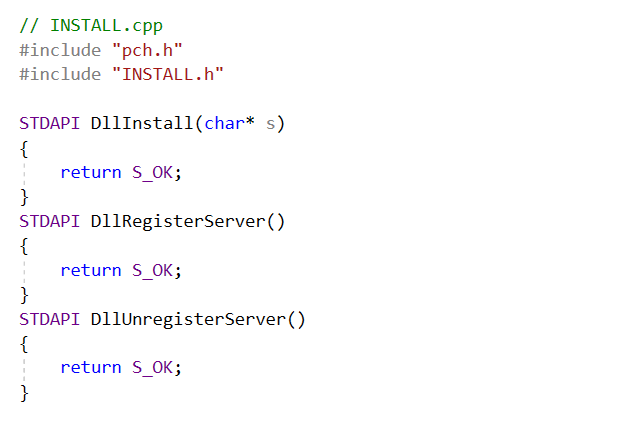 // INSTALL.cpp
#include "pch.h"
#include "INSTALL.h"

STDAPI DllInstall(char* s)
{
    return S_OK;
}
STDAPI DllRegisterServer()
{
    return S_OK;
}
STDAPI DllUnregisterServer()
{
    return S_OK;
}